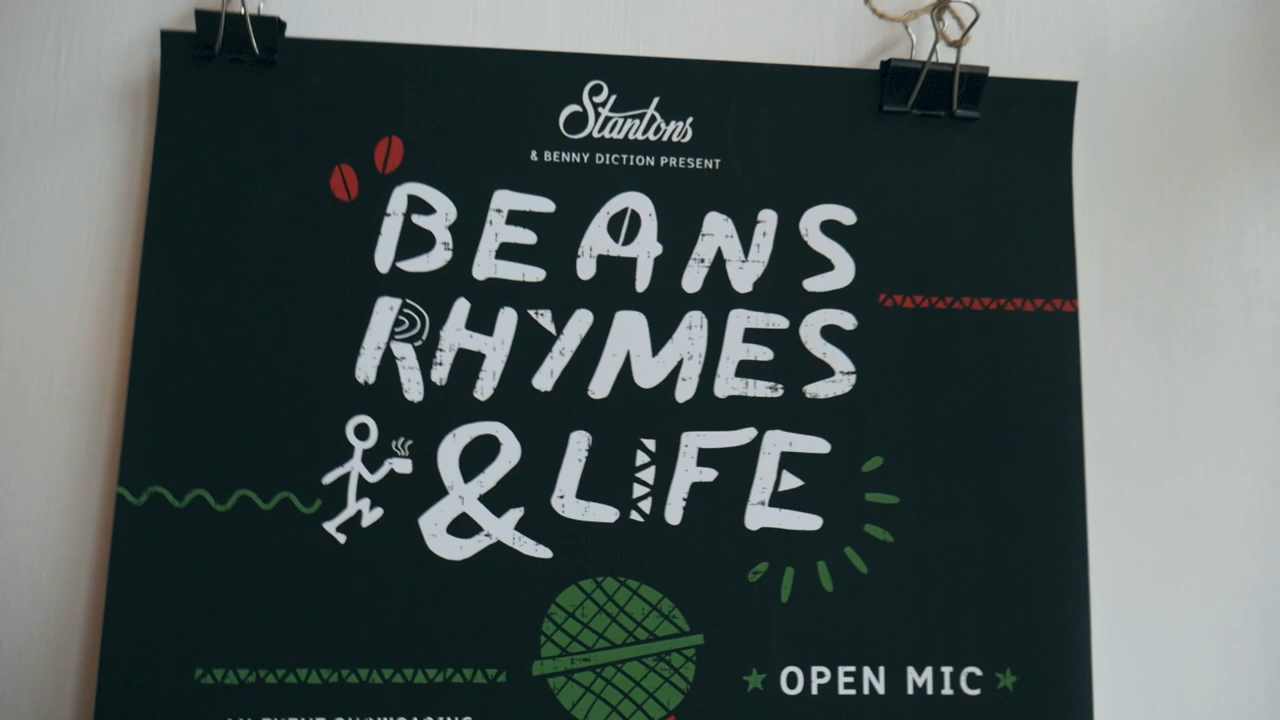 Stantons
& BENNY DICTION PRESENT
BEANS
RHYMES
& LIFE
OPEN MIC